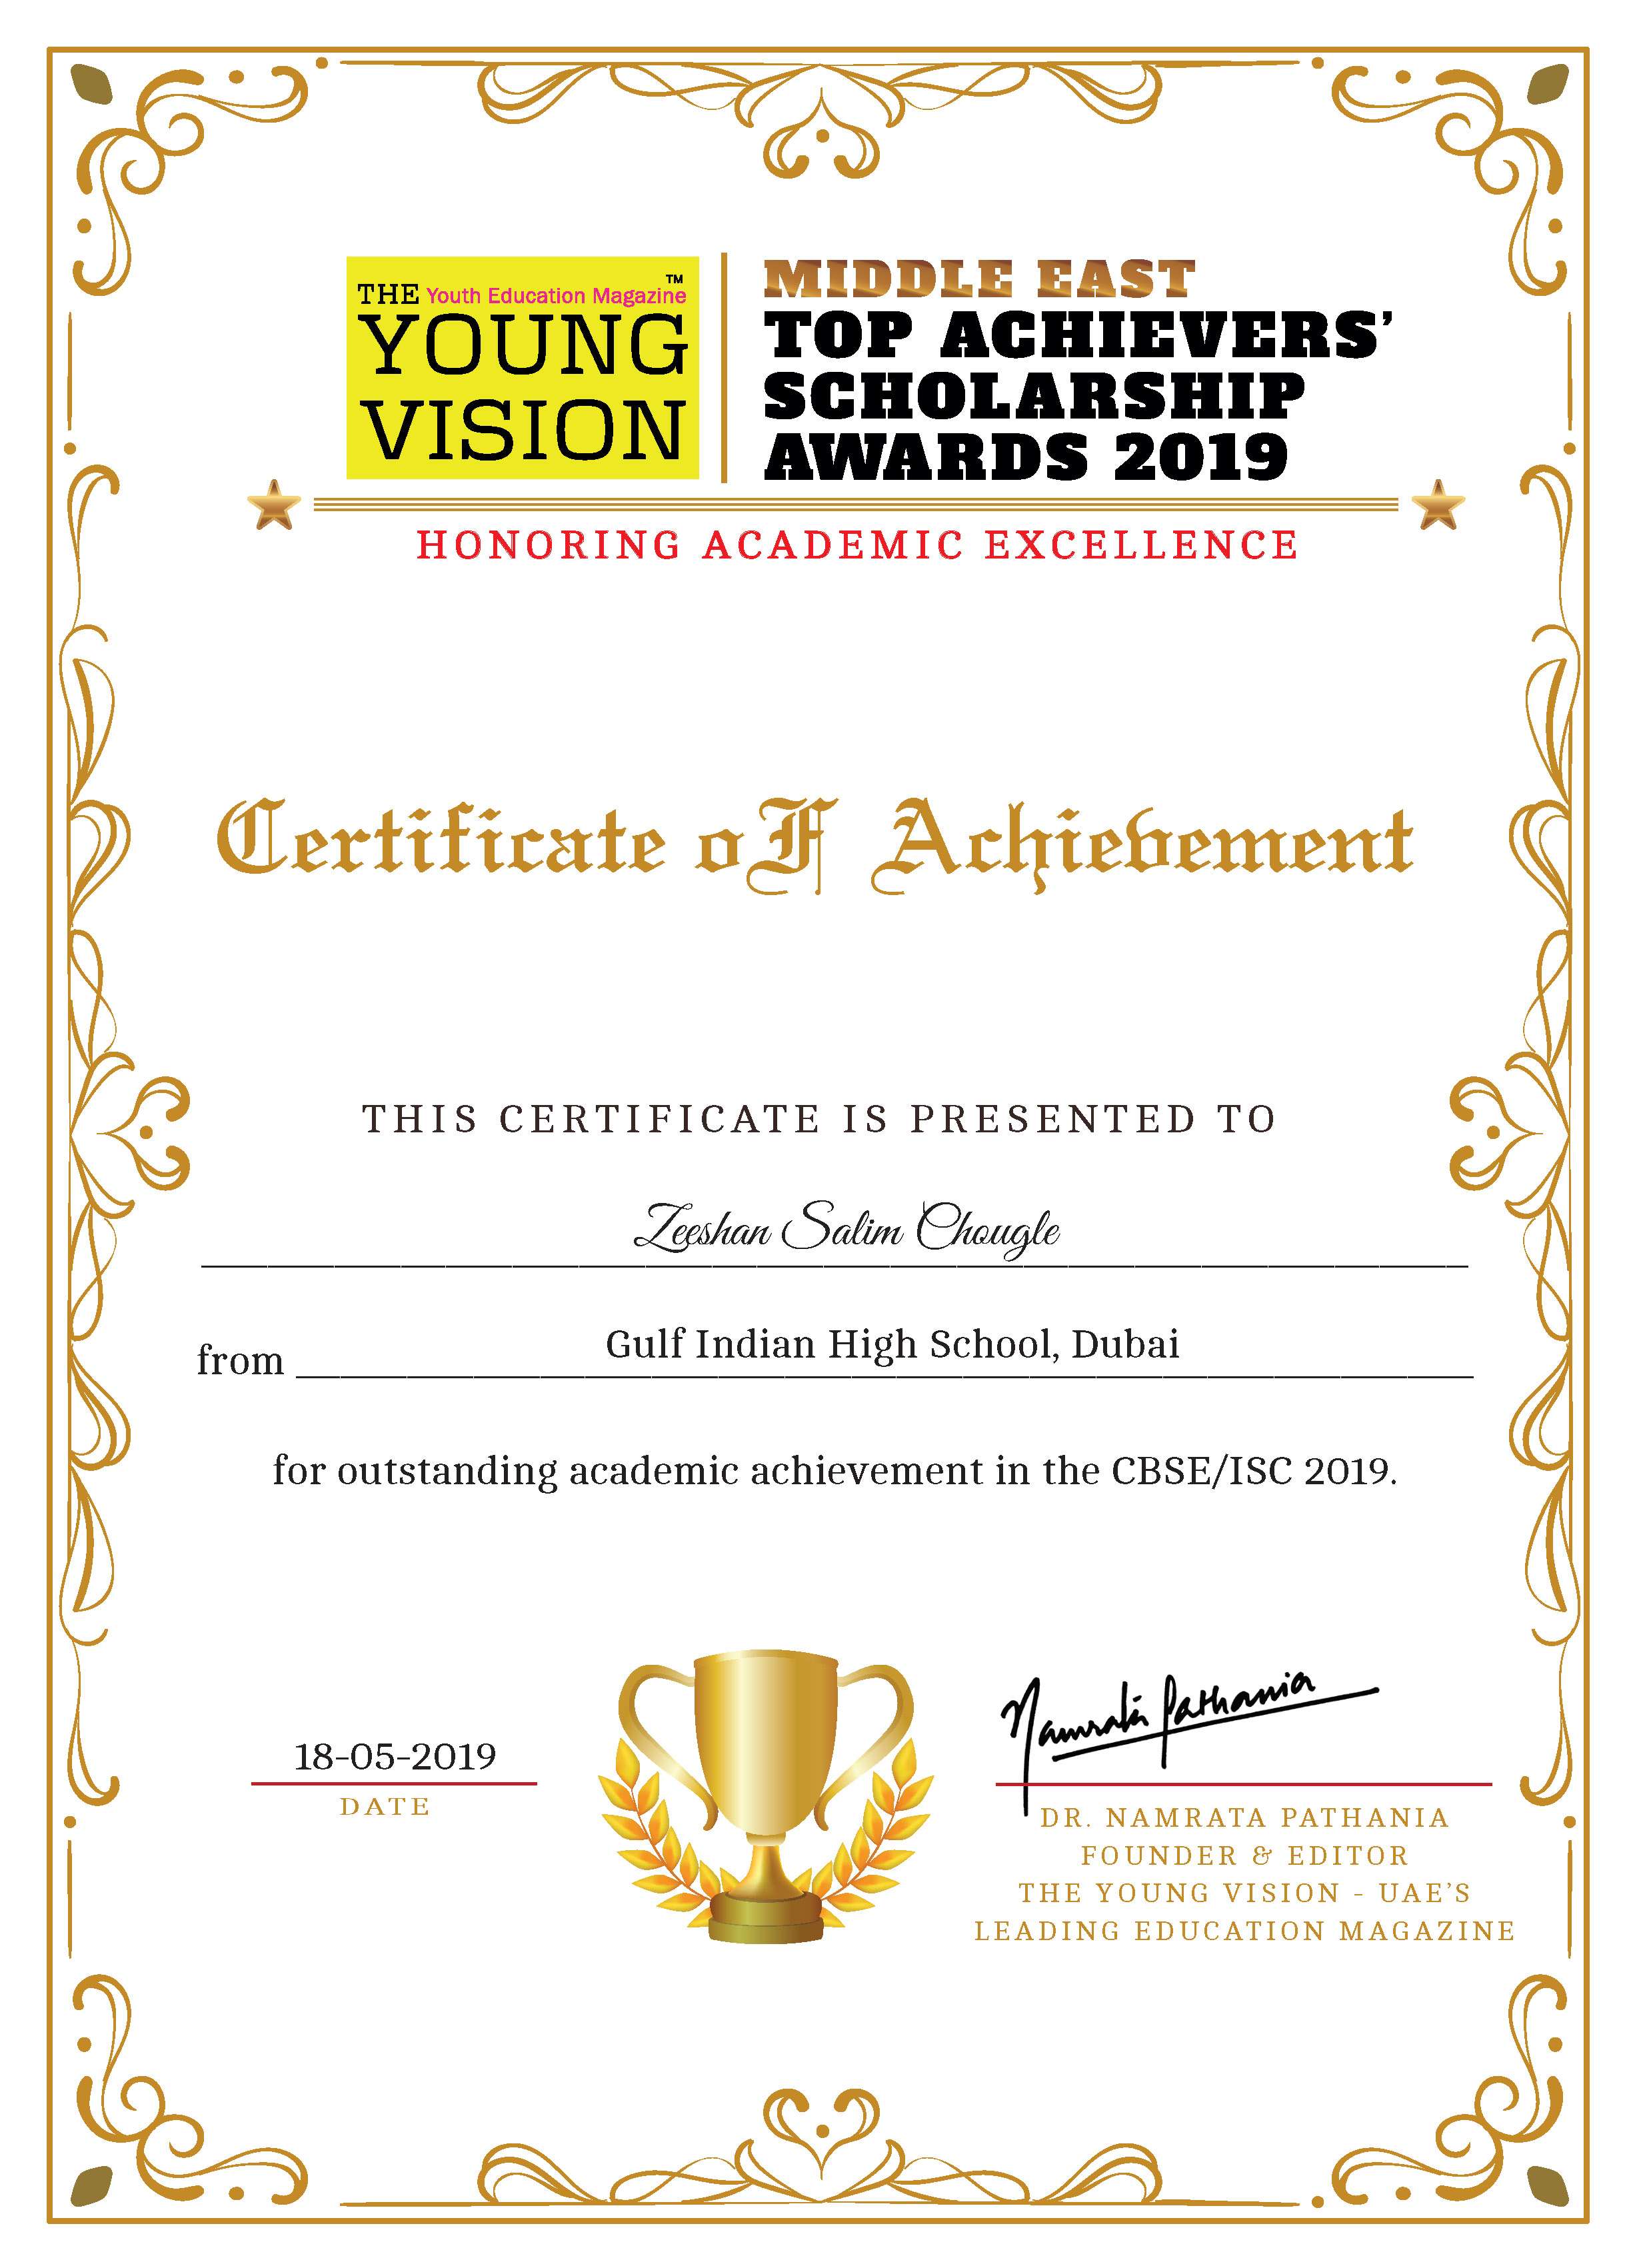 THE Youth Education Magazine™
YOUNG
VISION
MIDDLE EAST
TOP ACHIEVERS’
SCHOLARSHIP
AWARDS 2019
HONORING ACADEMIC EXCELLENCE
Certificate oF Achievement
THIS CERTIFICATE IS PRESENTED TO
Zeeshan Salim Chougle
from Gulf Indian High School, Dubai
for outstanding academic achievement in the CBSE/ISC 2019.
18-05-2019
DATE
Namrata Pathania
DR. NAMRATA PATHANIA
FOUNDER & EDITOR
THE YOUNG VISION - UAE’S
LEADING EDUCATION MAGAZINE